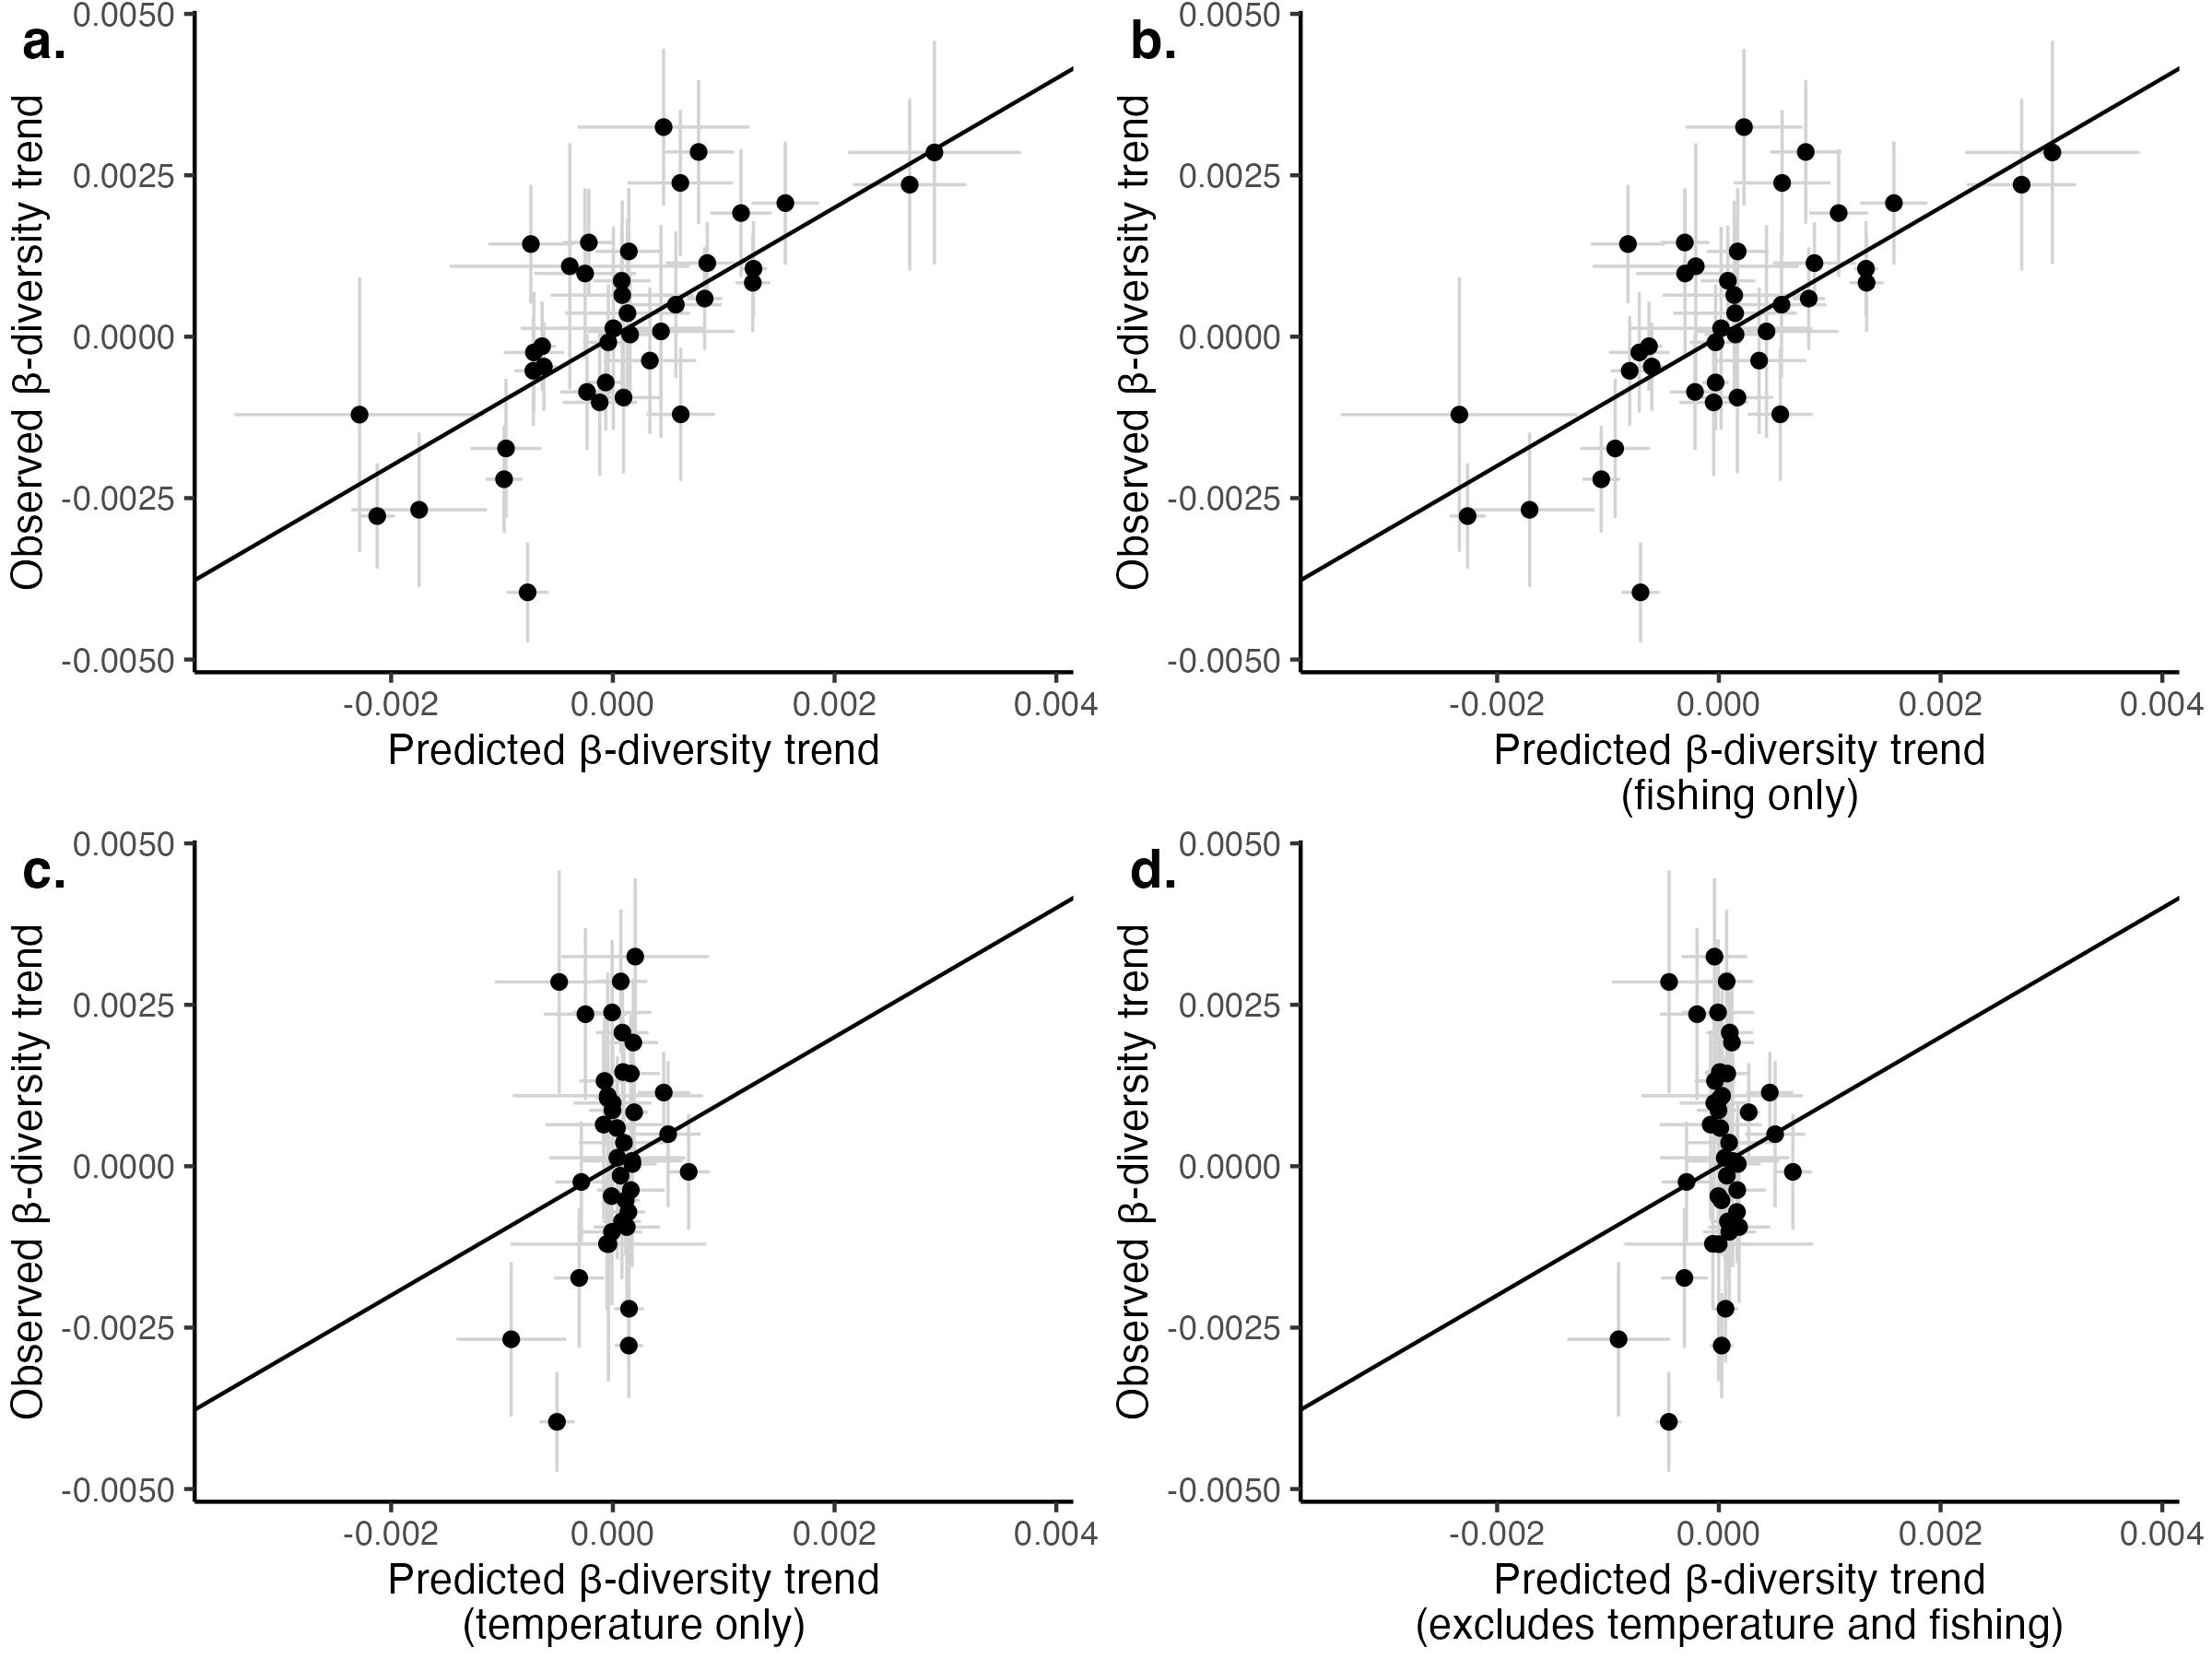 a.
0.0050
0.0025
0.0000
-0.0025
-0.0050
Observed β-diversity trend
-0.002 0.000 0.002 0.004
Predicted β-diversity trend
b.
0.0050
0.0025
0.0000
-0.0025
-0.0050
Observed β-diversity trend
-0.002 0.000 0.002 0.004
Predicted β-diversity trend
(fishing only)
c.
0.0050
0.0025
0.0000
-0.0025
-0.0050
Observed β-diversity trend
-0.002 0.000 0.002 0.004
Predicted β-diversity trend
(temperature only)
d.
0.0050
0.0025
0.0000
-0.0025
-0.0050
Observed β-diversity trend
-0.002 0.000 0.002 0.004
Predicted β-diversity trend
(excludes temperature and fishing)